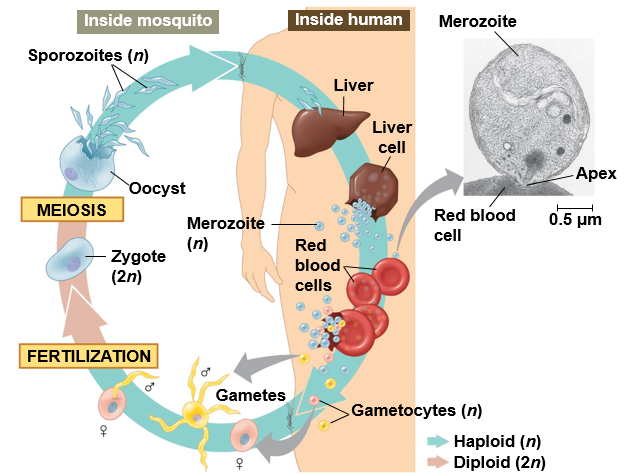 Inside mosquito
Inside human
Merozoite
Sporozoites (n)
Liver
Liver
cell
Apex
Oocyst
Red blood
cell
0.5 µm
MEIOSIS
Merozoite
(n)
Zygote
(2n)
Red
blood
cells
FERTILIZATION
♂
♂
Gametes
Gametocytes (n)
♀
♀
Haploid (n)
Diploid (2n)